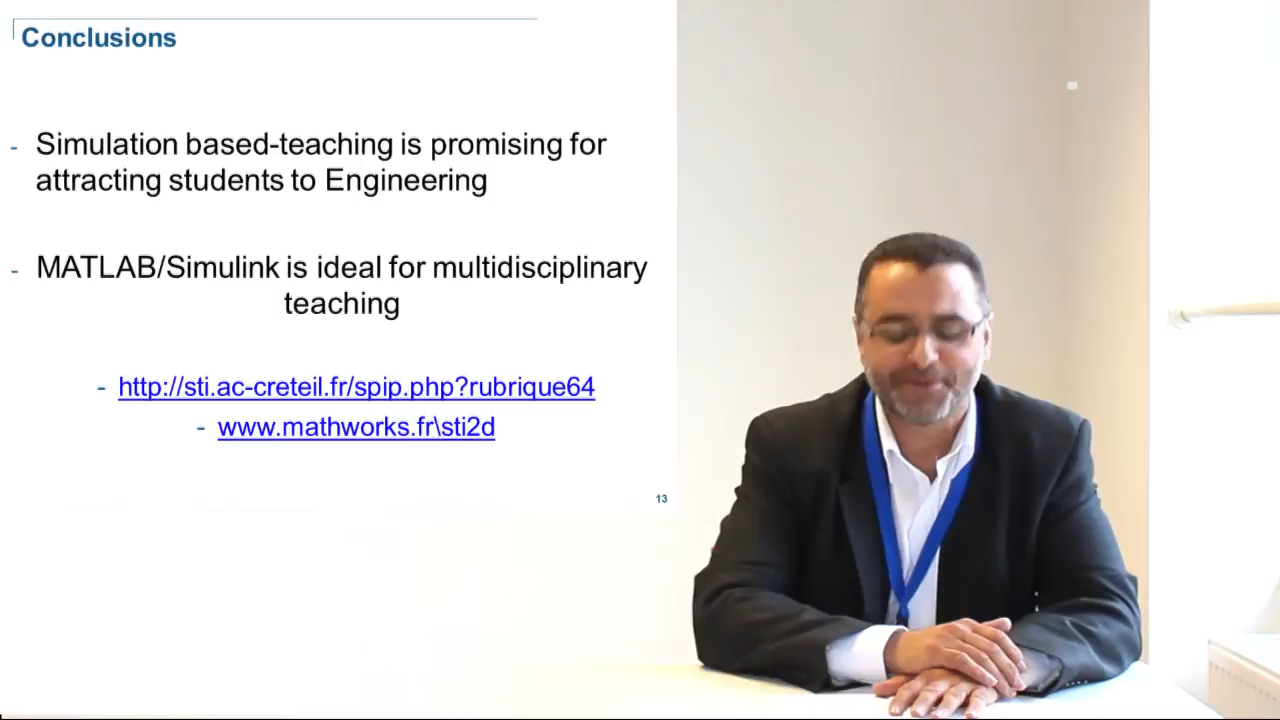 Conclusions
- Simulation based-teaching is promising for
attracting students to Engineering
- MATLAB/Simulink is ideal for multidisciplinary
teaching
- http://sti.ac-creteil.fr/spip.php?rubrique64
- www.mathworks.fr\sti2d
13